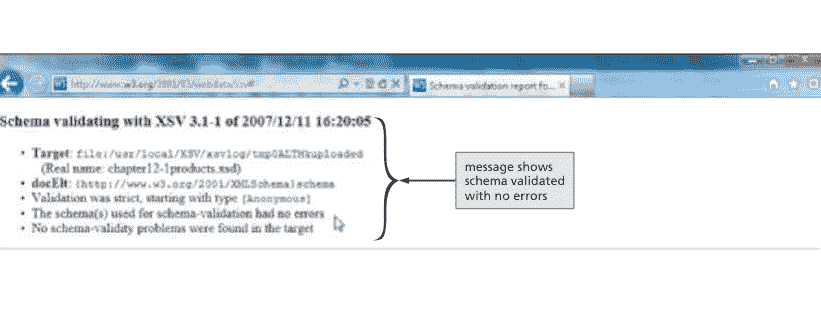 http://www.w3.org/2001/03/webdata/xsv#
Schema validation report fo...
Schema validating with XSV 3.1-1 of 2007/12/11 16:20:05
• Target: file:/usr/local/XSV/xsvlog/
(Real name: chapter12-1products.xsd)
• docElt: {http://www.w3.org/2001/XMLSchema}schema
• Validation was strict, starting with type [Anonymous]
• The schema(s) used for schema-validation had no errors
• No schema-validity problems were found in the target
message shows
schema validated
with no errors